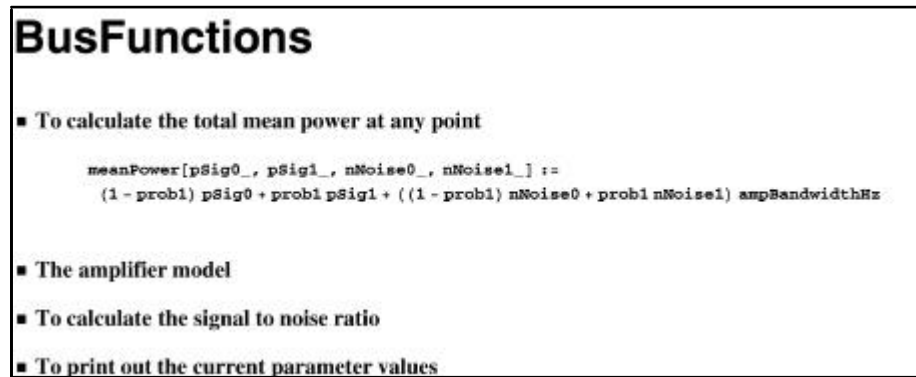 BusFunctions
▪ To calculate the total mean power at any point
meanPower[pSig0_, pSig1_, nNoise0_, nNoise1_] :=
(1 - prob1) pSig0 + prob1 pSig1 + ((1 - prob1) nNoise0 + prob1 nNoise1) ampBandwidthHz
▪ The amplifier model
▪ To calculate the signal to noise ratio
▪ To print out the current parameter values